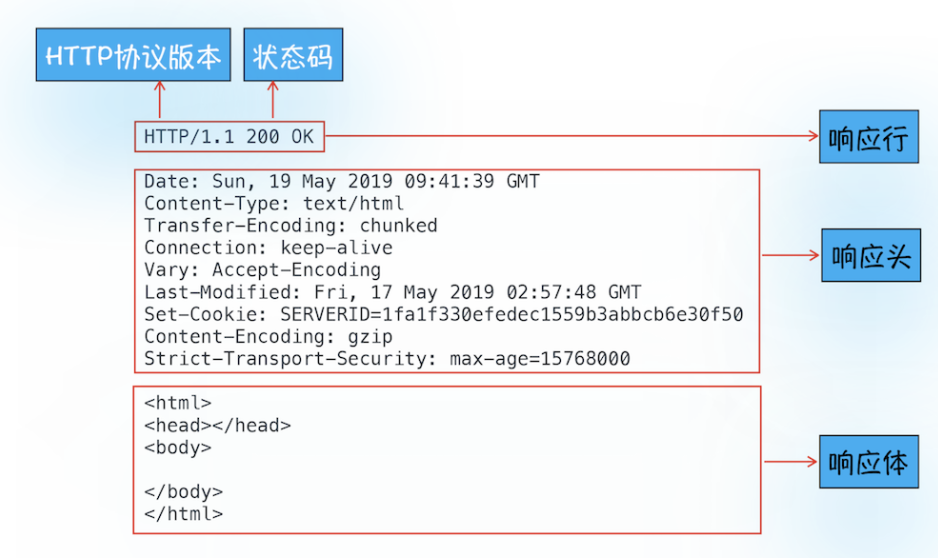 HTTP协议版本
状态码
HTTP/1.1 200 OK
响应行
Date: Sun, 19 May 2019 09:41:39 GMT
Content-Type: text/html
Transfer-Encoding: chunked
Connection: keep-alive
Vary: Accept-Encoding
Last-Modified: Fri, 17 May 2019 02:57:48 GMT
Set-Cookie: SERVERID=1fa1f330efedec1559b3abbcb6e30f50
Content-Encoding: gzip
Strict-Transport-Security: max-age=15768000
响应头
<html>
<head></head>
<body>
</body>
</html>
响应体